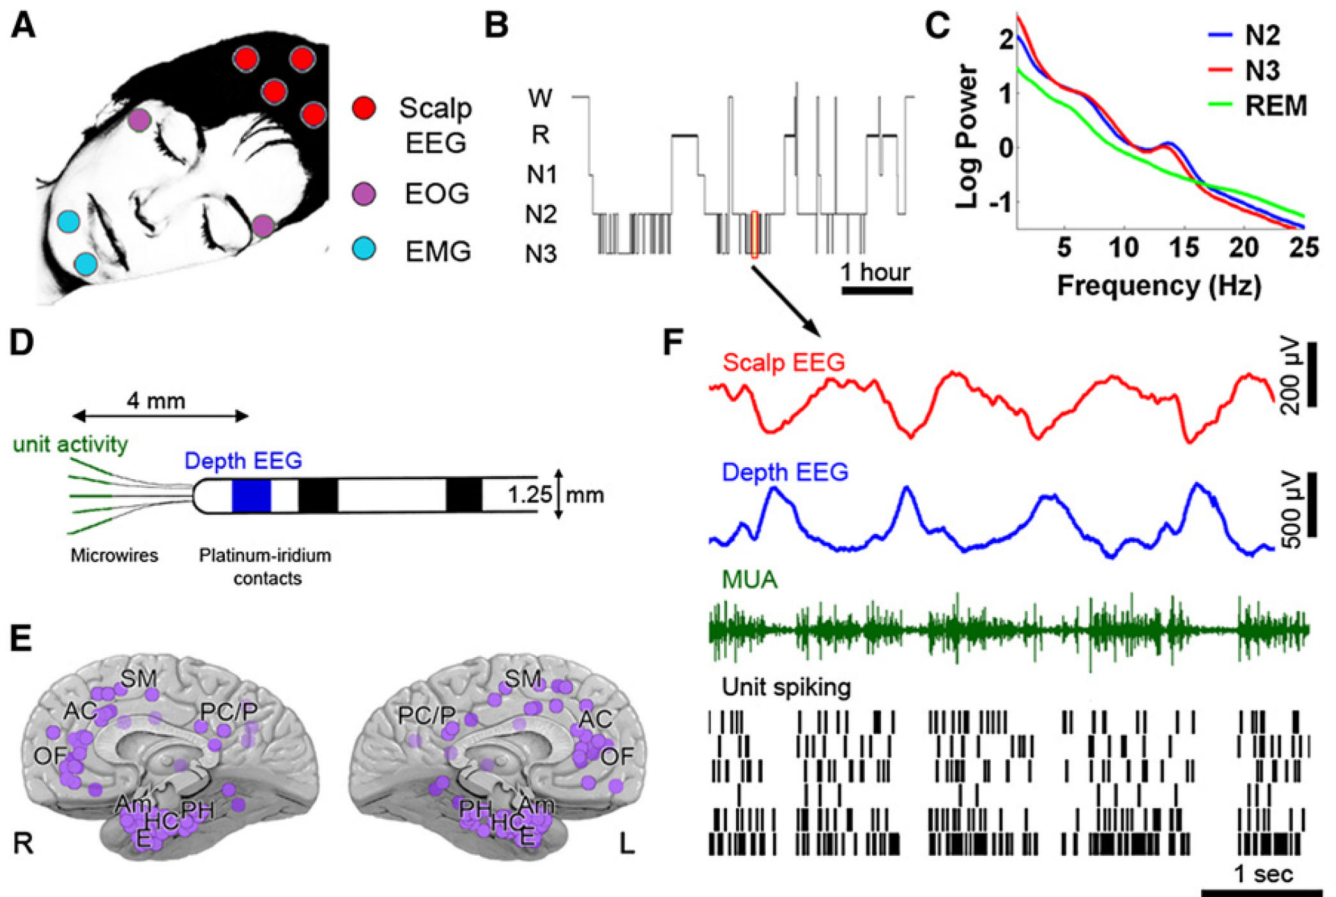 A
Scalp
EEG
EOG
EMG
B
W
R
N1
N2
N3
1 hour
C
N2
N3
REM
Log Power
2
1
0
-1
5 10 15 20 25
Frequency (Hz)
D
4 mm
unit activity
Depth EEG
1.25 mm
Microwires
Platinum-iridium
contacts
E
SM
AC
PC/P
OF
Am
HC
PH
E
R
SM
PC/P
AC
OF
PH
HC
Am
E
L
F
Scalp EEG
200 µV
Depth EEG
500 µV
MUA
Unit spiking
1 sec